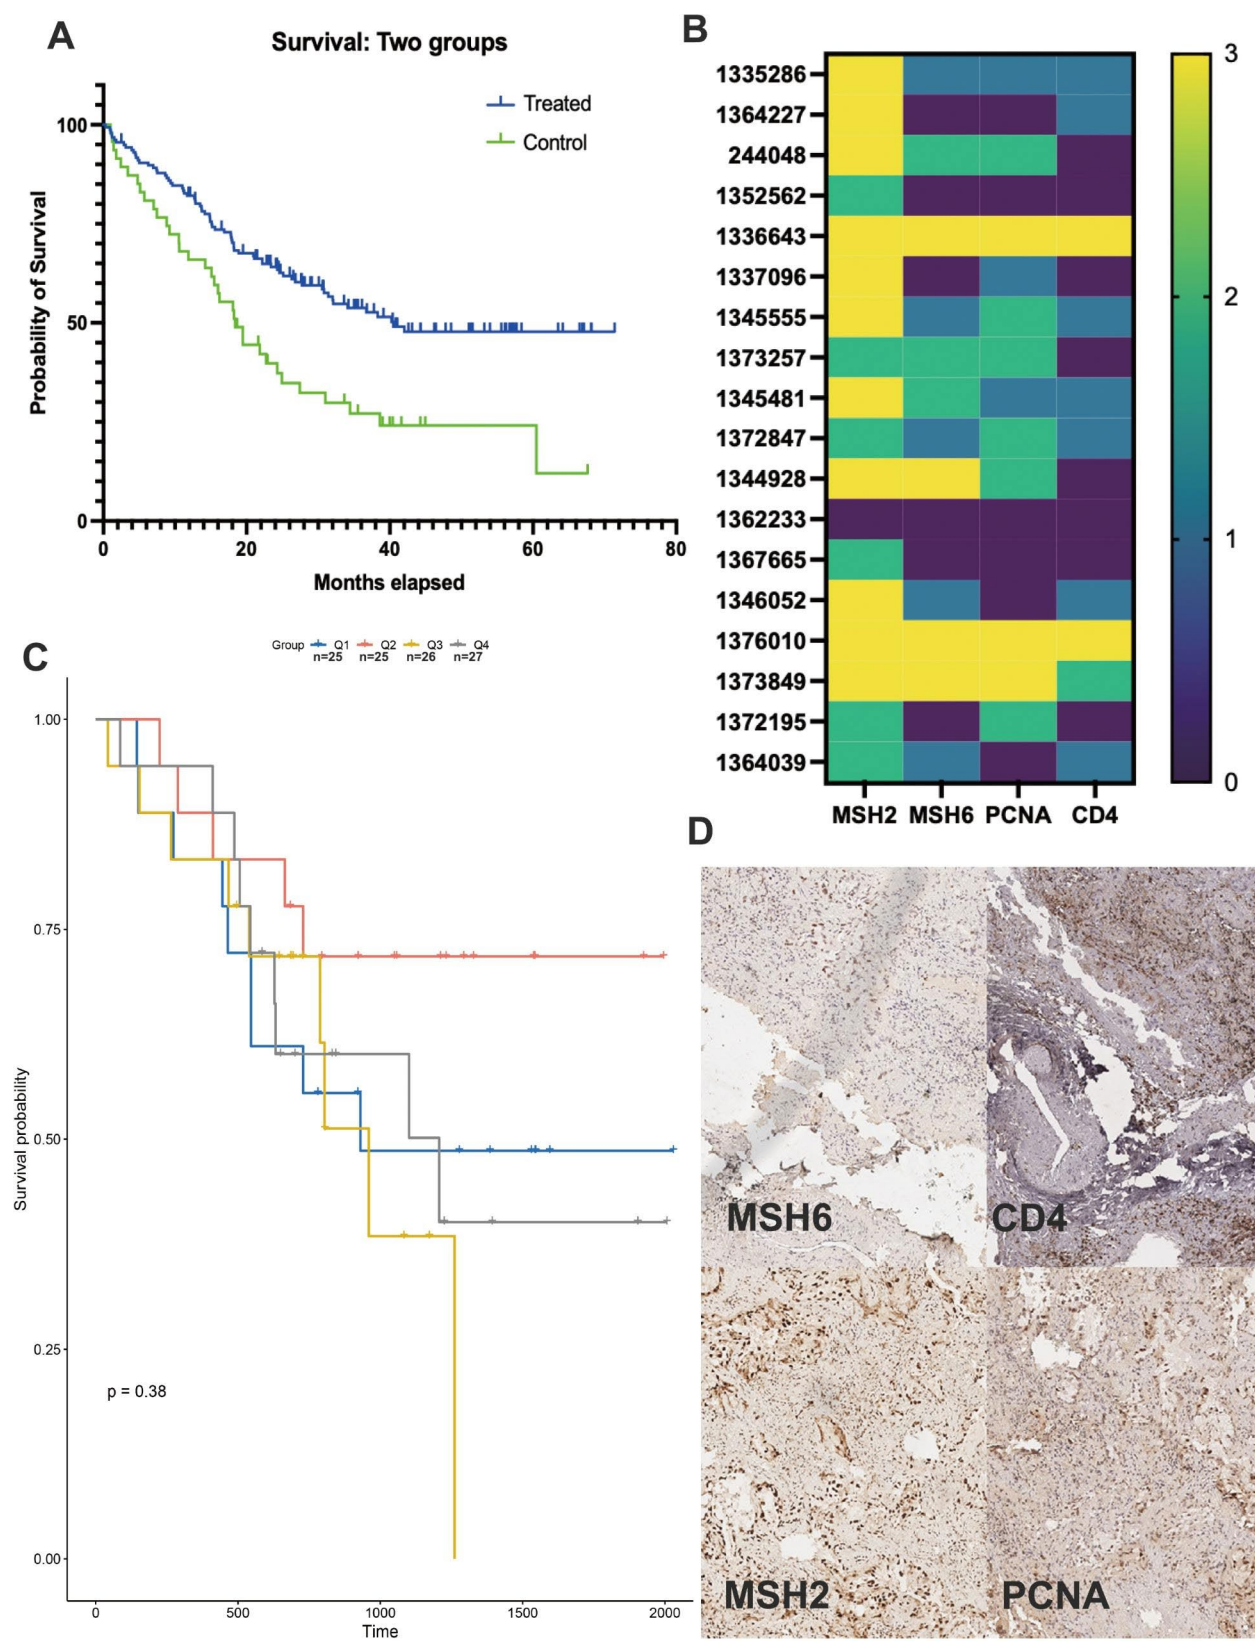 A
Survival: Two groups
Treated
Control
Probability of Survival
100
50
0
0 20 40 60 80
Months elapsed
B
1335286
1364227
244048
1352562
1336643
1337096
1345555
1373257
1345481
1372847
1344928
1362233
1367665
1346052
1376010
1373849
1372195
1364039
MSH2 MSH6 PCNA CD4
3
2
1
0
C
Group Q1 Q2 Q3 Q4
n=25 n=25 n=26 n=27
Survival probability
1.00
0.75
0.50
0.25
0.00
p = 0.38
0 500 1000 1500 2000
Time
D
MSH6
CD4
MSH2
PCNA